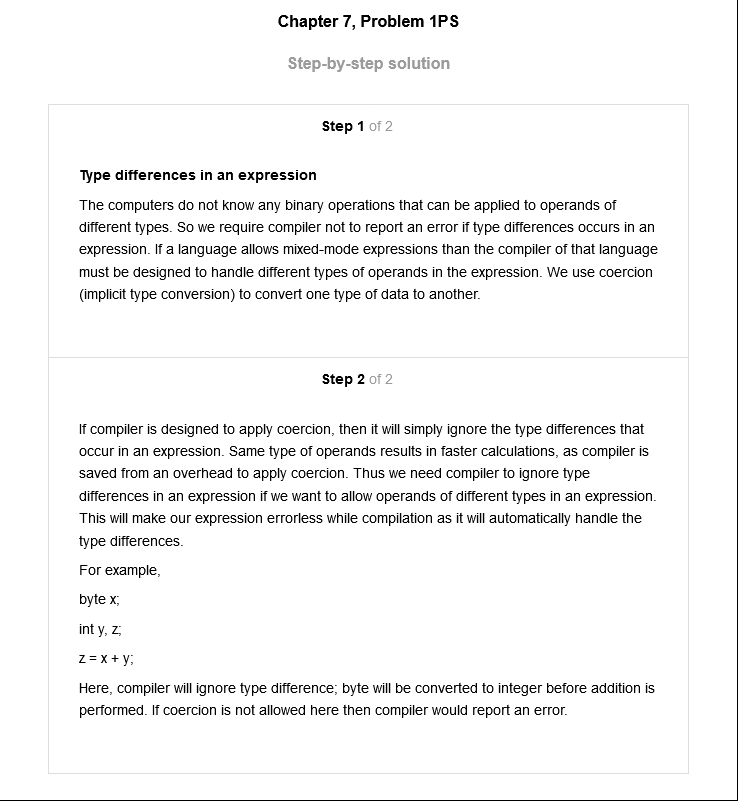 Chapter 7, Problem 1PS
Step-by-step solution
Step 1 of 2
Type differences in an expression
The computers do not know any binary operations that can be applied to operands of
different types. So we require compiler not to report an error if type differences occurs in an
expression. If a language allows mixed-mode expressions than the compiler of that language
must be designed to handle different types of operands in the expression. We use coercion
(implicit type conversion) to convert one type of data to another.
Step 2 of 2
If compiler is designed to apply coercion, then it will simply ignore the type differences that
occur in an expression. Same type of operands results in faster calculations, as compiler is
saved from an overhead to apply coercion. Thus we need compiler to ignore type
differences in an expression if we want to allow operands of different types in an expression.
This will make our expression errorless while compilation as it will automatically handle the
type differences.
For example,
byte x;
int y, z;
z = x + y;
Here, compiler will ignore type difference; byte will be converted to integer before addition is
performed. If coercion is not allowed here then compiler would report an error.